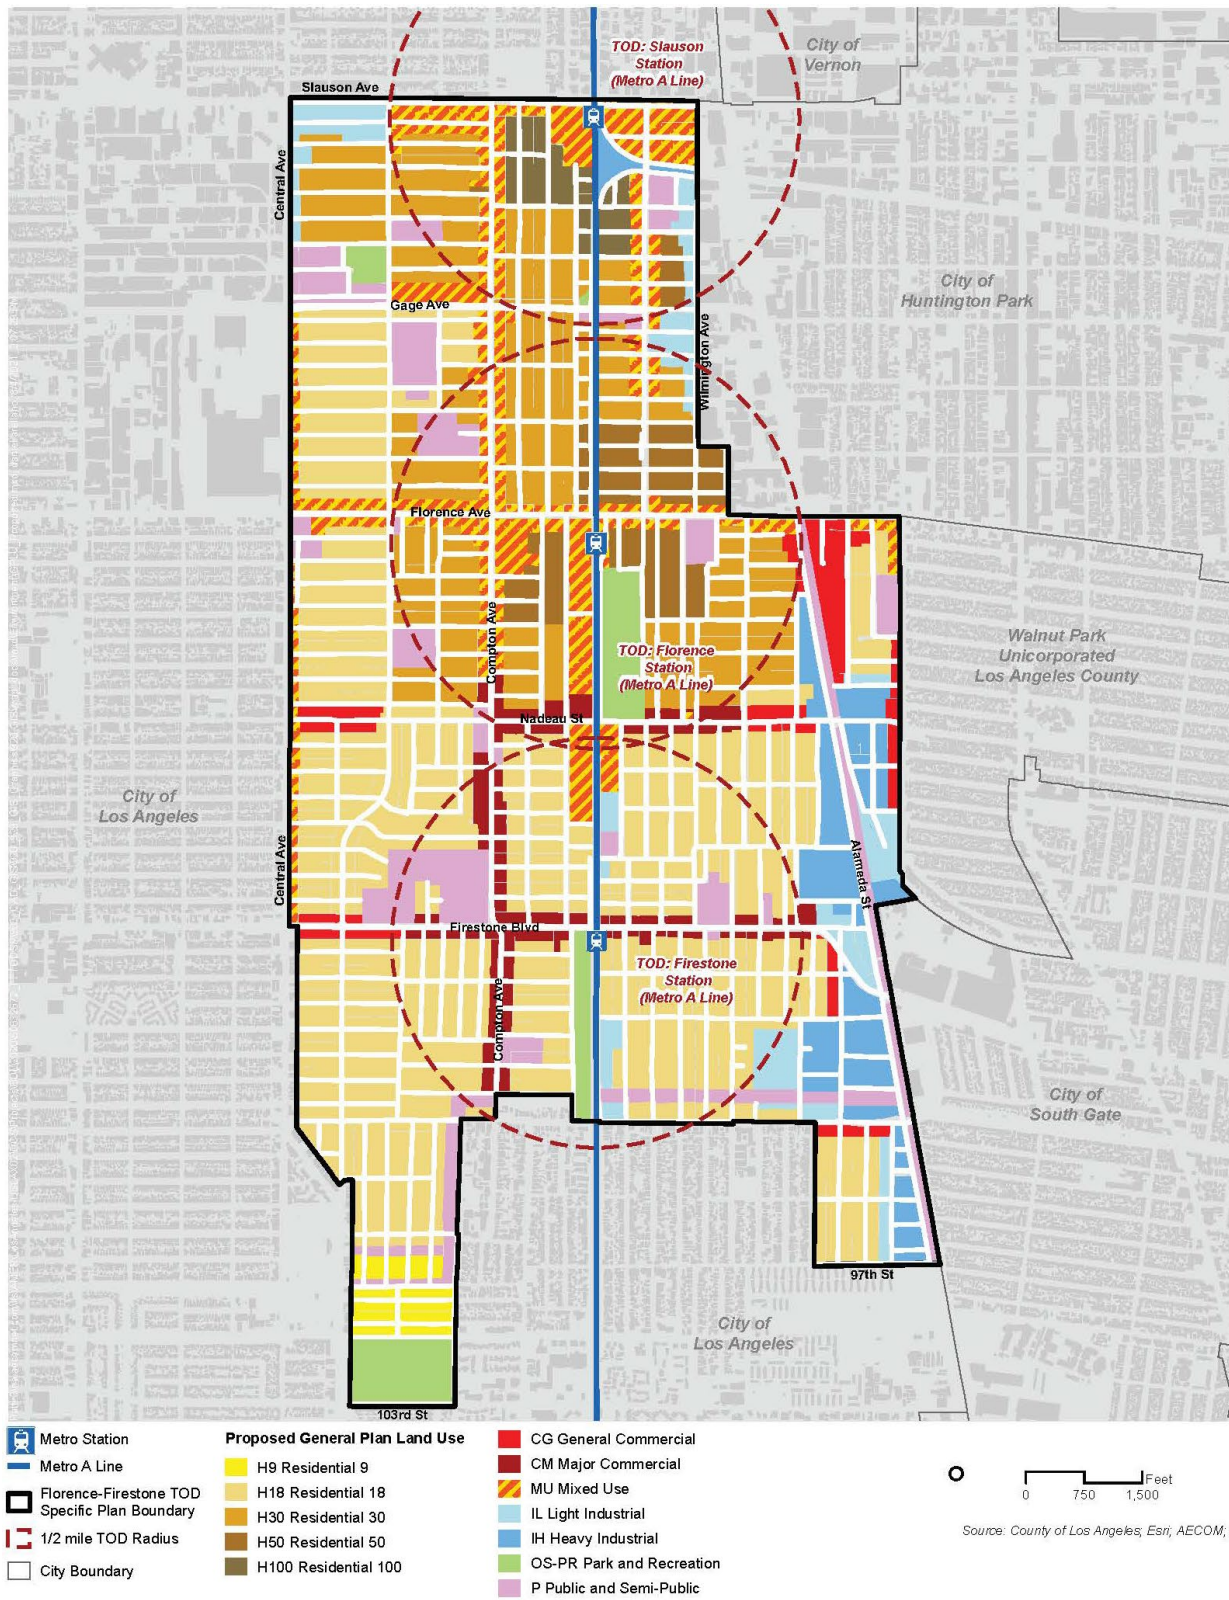 TOD: Slauson
Station
(Metro A Line)
City of
Vernon
Slauson Ave
Central Ave
City of
Huntington Park
Gage Ave
Wilmington Ave
Florence Ave
Compton Ave
TOD: Florence
Station
(Metro A Line)
Walnut Park
Unicorporated
Los Angeles County
Nadeau St
1
City of
Los Angeles
Central Ave
Alameda St
Firestone Blvd
TOD: Firestone
Station
(Metro A Line)
Compton Ave
City of
South Gate
97th St
City of
Los Angeles
103rd St
Metro Station
Metro A Line
Florence-Firestone TOD
Specific Plan Boundary
1/2 mile TOD Radius
City Boundary
Proposed General Plan Land Use
H9 Residential 9
H18 Residential 18
H30 Residential 30
H50 Residential 50
H100 Residential 100
CG General Commercial
CM Major Commercial
MU Mixed Use
IL Light Industrial
IH Heavy Industrial
OS-PR Park and Recreation
P Public and Semi-Public
Feet
0 750 1,500
Source: County of Los Angeles; Esri; AECOM;